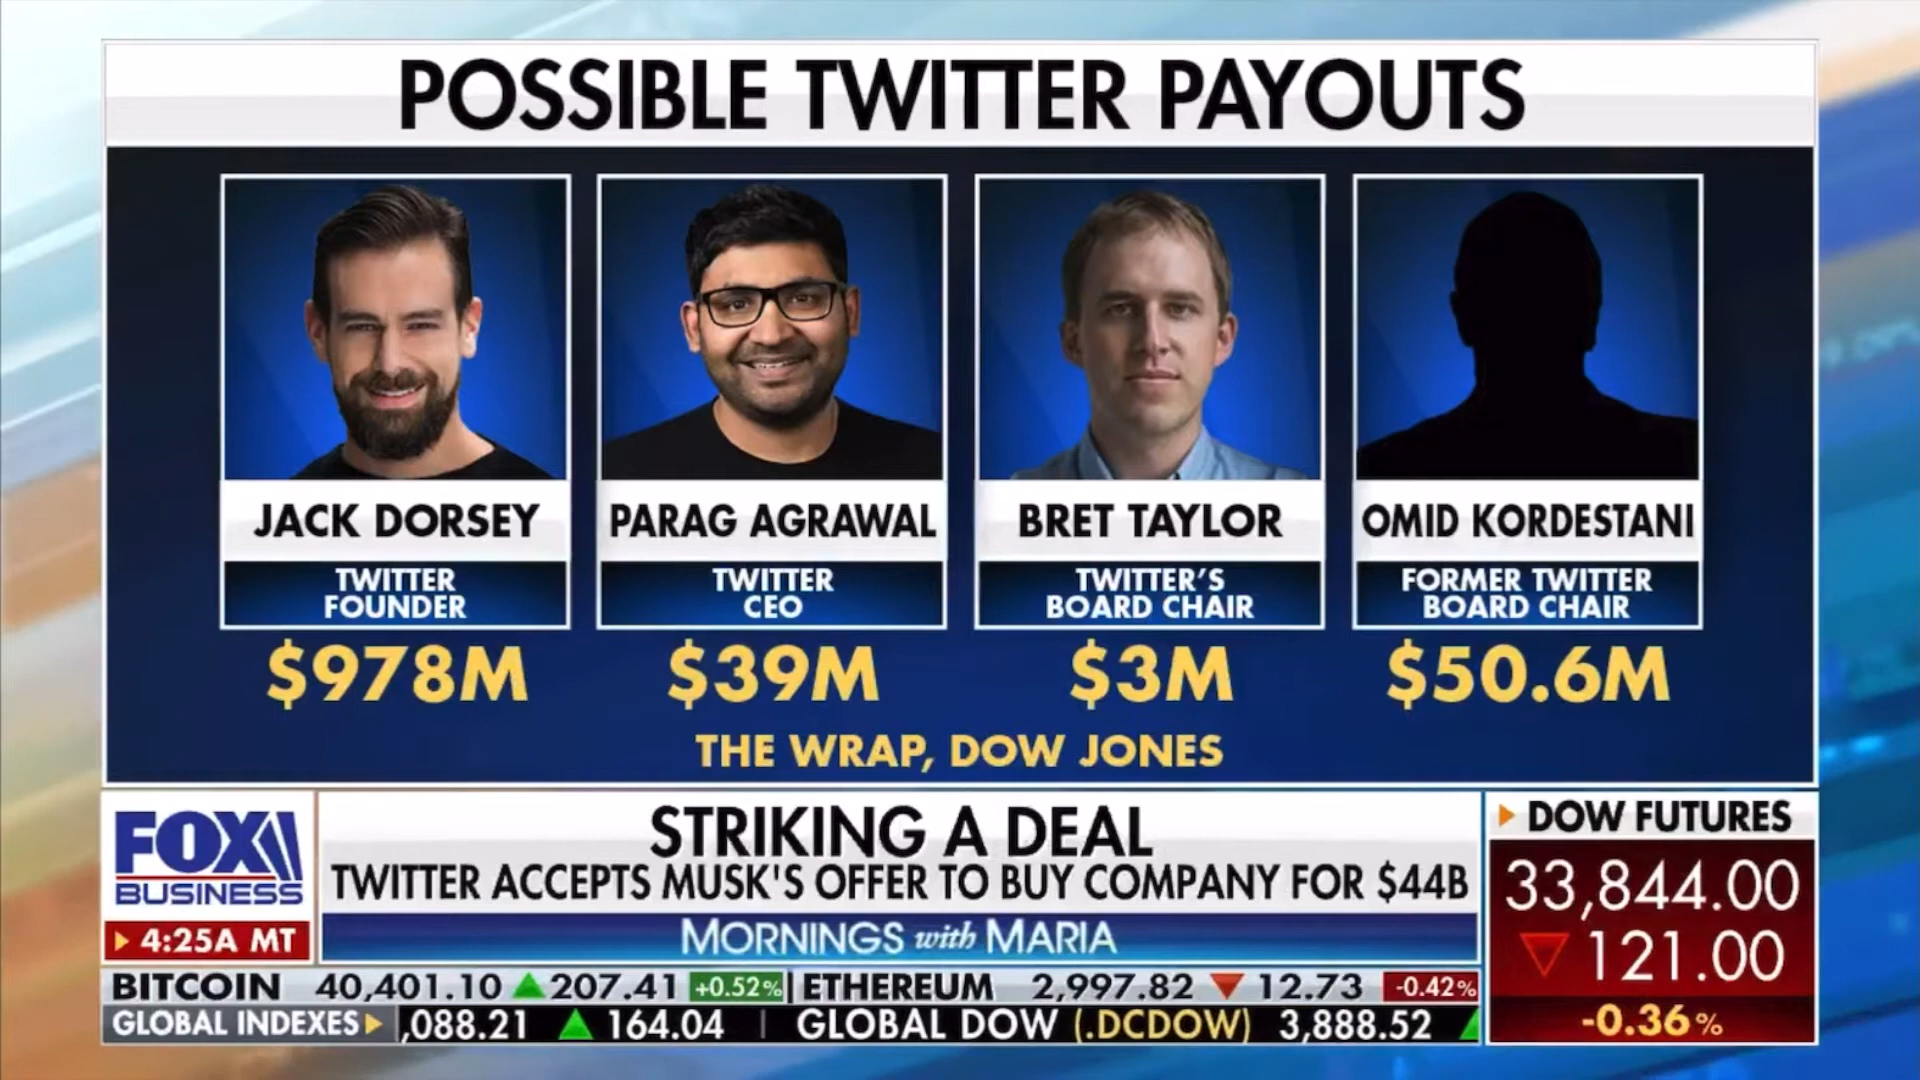 POSSIBLE TWITTER PAYOUTS
JACK DORSEY
TWITTER
FOUNDER
$978M
PARAG AGRAWAL
TWITTER
CEO
$39M
BRET TAYLOR
TWITTER'S
BOARD CHAIR
$3M
OMID KORDESTANI
FORMER TWITTER
BOARD CHAIR
$50.6M
THE WRAP, DOW JONES
FOX
BUSINESS
4:25A MT
STRIKING A DEAL
TWITTER ACCEPTS MUSK'S OFFER TO BUY COMPANY FOR $44B
MORNINGS with MARIA
DOW FUTURES
33,844.00
▼ 121.00
-0.36%
BITCOIN 40,401.10 ▲ 207.41 +0.52% | ETHEREUM 2,997.82 ▼ 12.73 -0.42%
GLOBAL INDEXES ,088.21 ▲ 164.04 | GLOBAL DOW (.DCDOW) 3,888.52